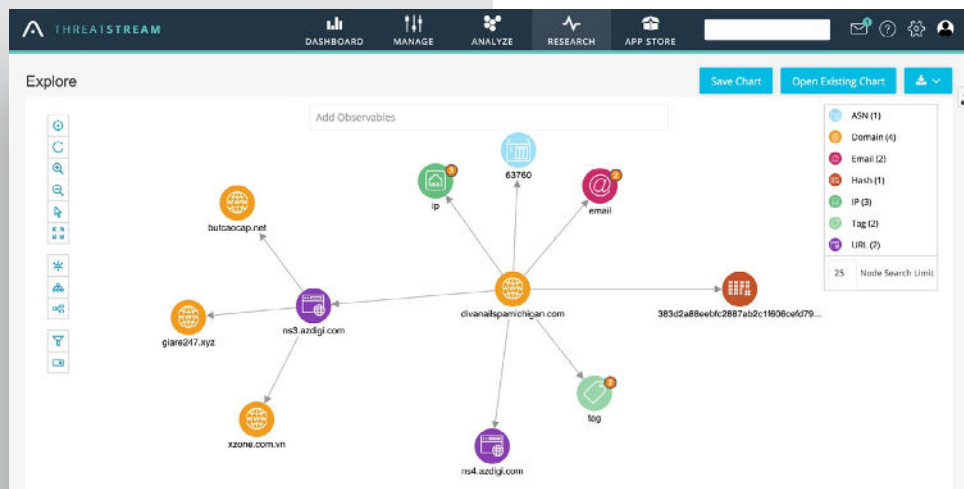 THREATSTREAM
DASHBOARD
MANAGE
ANALYZE
RESEARCH
APP STORE
Explore
Save Chart
Open Existing Chart
Add Observables
ASN (1)
Domain (4)
Email (2)
Hash (1)
IP (3)
Tag (2)
URL (2)
25 Node Search Limit
63760
3
ip
2
email
butcaocap.net
ns3.azdigi.com
divanailspamichigan.com
383d2a88eebfc2887ab2c1f606cefd79...
giare247.xyz
2
tag
xzone.com.vn
ns4.azdigi.com